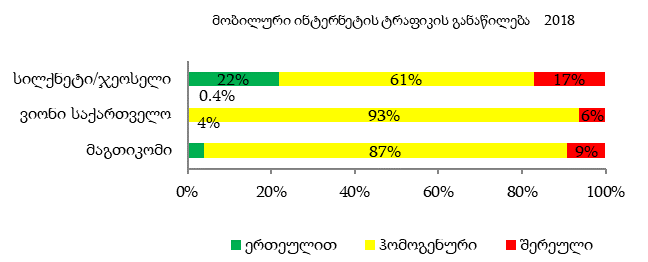 მობილური ინტერნეტის ტრაფიკის განაწილება 2018
სილქნეტი/ჯეოსელი 22% 61% 17%
0.4%
ვიონი საქართველო 93% 6%
4%
მაგთიკომი 87% 9%
0% 20% 40% 60% 80% 100%
ერთეულით ჰომოგენური შერეული